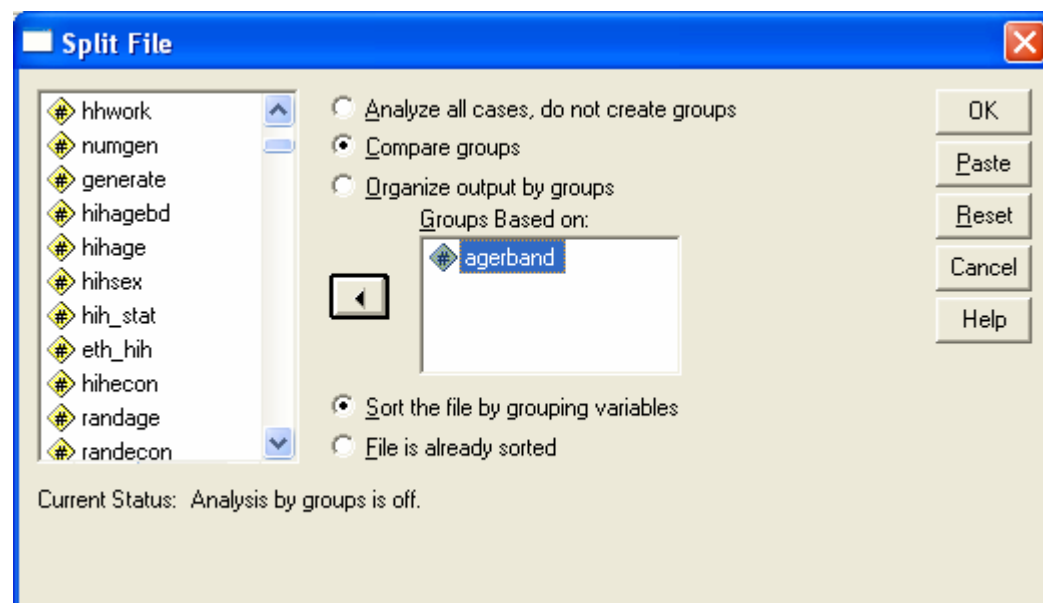 Split File
hhwork
numgen
generate
hihagebd
hihage
hihsex
hih_stat
eth_hih
hihecon
randage
randecon
Analyze all cases, do not create groups
Compare groups
Organize output by groups
Groups Based on:
agerband
Sort the file by grouping variables
File is already sorted
OK
Paste
Reset
Cancel
Help
Current Status: Analysis by groups is off.